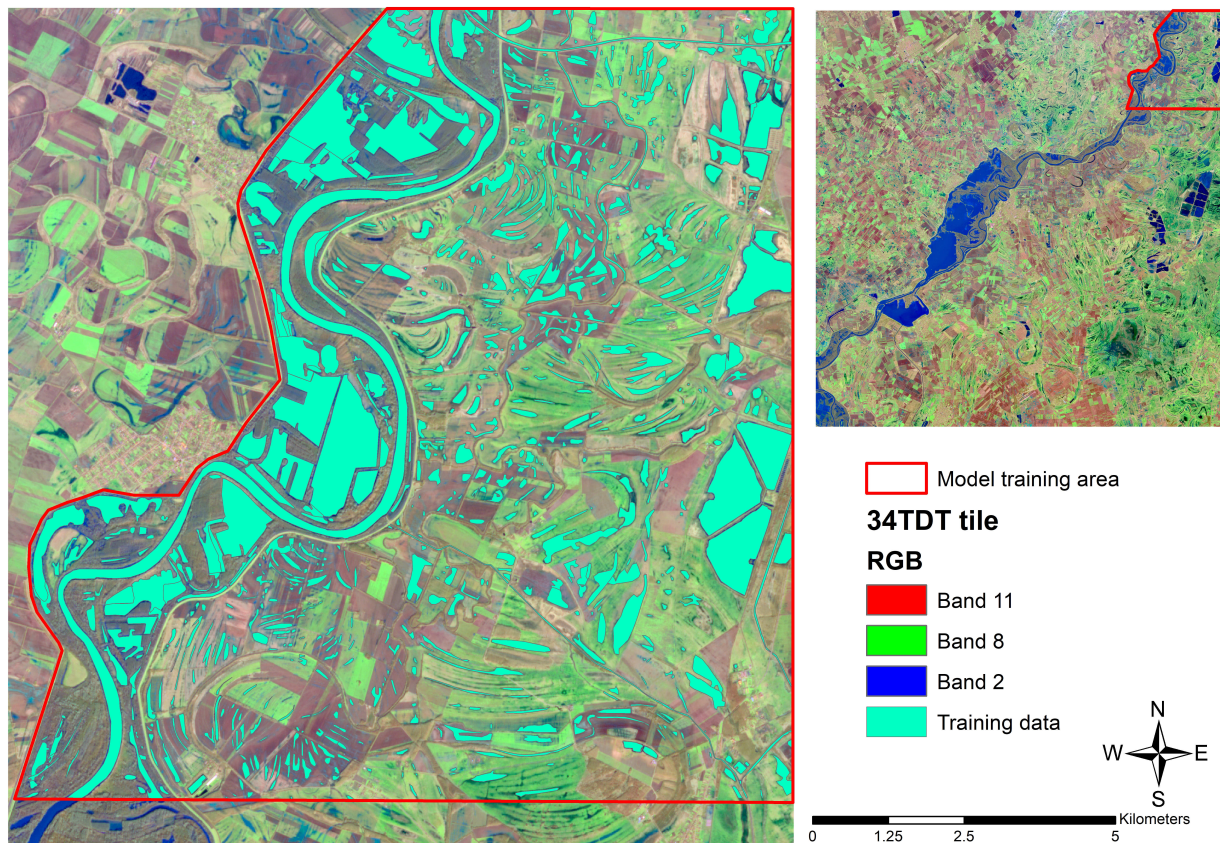 Model training area
34TDT tile
RGB
Band 11
Band 8
Band 2
Training data
N
W E
S
Kilometers
0 1.25 2.5 5